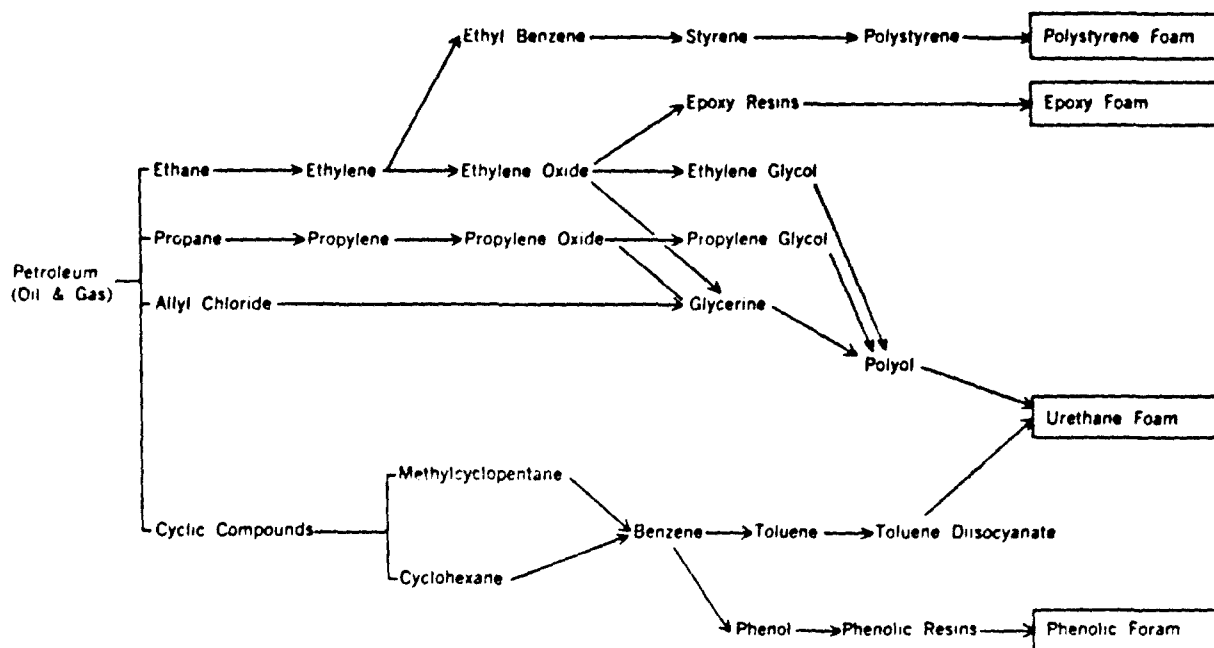 Ethyl Benzene Styrene Polystyrene Polystyrene Foam
Epoxy Resins Epoxy Foam
Ethane Ethylene Ethylene Oxide Ethylene Glycol
Propane Propylene Propylene Oxide Propylene Glycol
Petroleum
(Oil & Gas)
Allyl Chloride Glycerine
Polyol
Urethane Foam
Methylcyclopentane
Cyclic Compounds Benzene Toluene Toluene Diisocyanate
Cyclohexane
Phenol Phenolic Resins Phenolic Foram